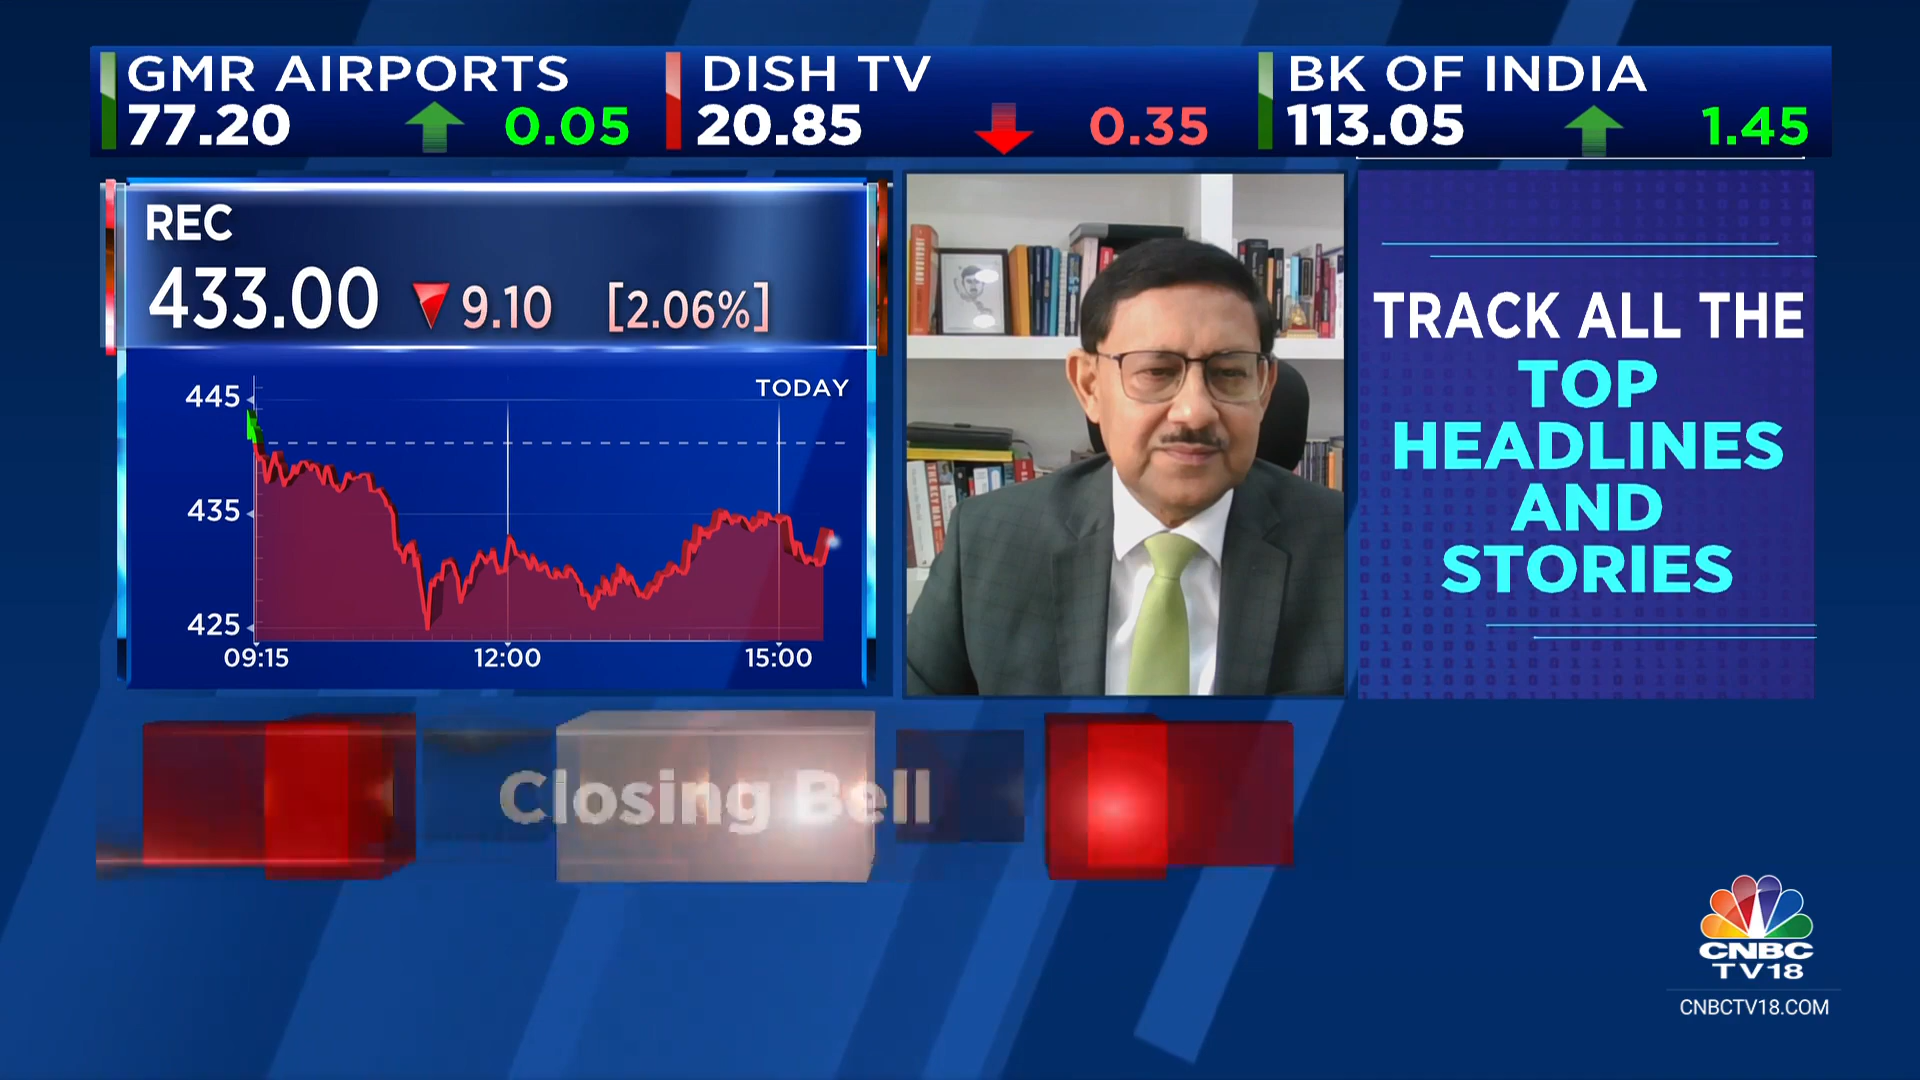 GMR AIRPORTS
77.20 0.05
DISH TV
20.85 0.35
BK OF INDIA
113.05 1.45
REC
433.00 9.10 [2.06%]
TODAY
445
435
425
09:15 12:00 15:00
TRACK ALL THE
TOP
HEADLINES
AND
STORIES
Closing Bell
CNBC
TV18
CNBCTV18.COM